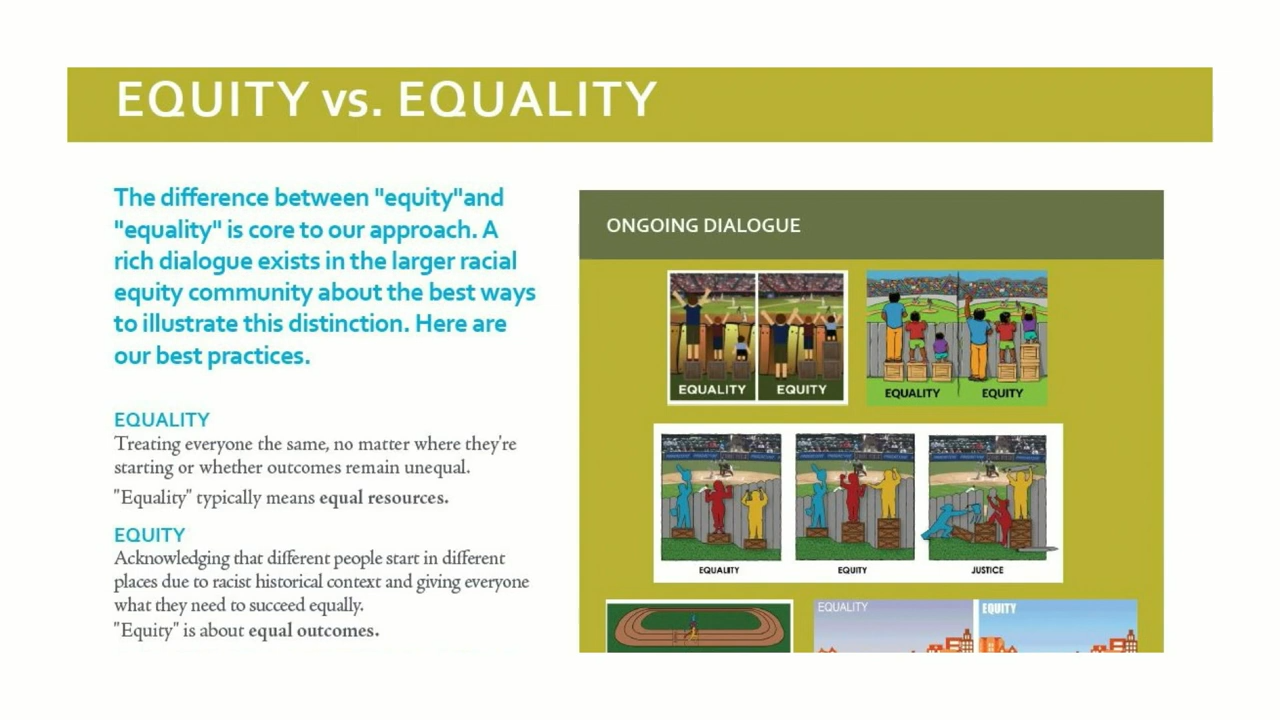 EQUITY vs. EQUALITY
The difference between "equity"and
"equality" is core to our approach. A
rich dialogue exists in the larger racial
equity community about the best ways
to illustrate this distinction. Here are
our best practices.
EQUALITY
Treating everyone the same, no matter where they're
starting or whether outcomes remain unequal.
"Equality" typically means equal resources.
EQUITY
Acknowledging that different people start in different
places due to racist historical context and giving everyone
what they need to succeed equally.
"Equity" is about equal outcomes.
ONGOING DIALOGUE
EQUALITY EQUITY
EQUALITY EQUITY
EQUALITY EQUITY JUSTICE
EQUALITY EQUITY